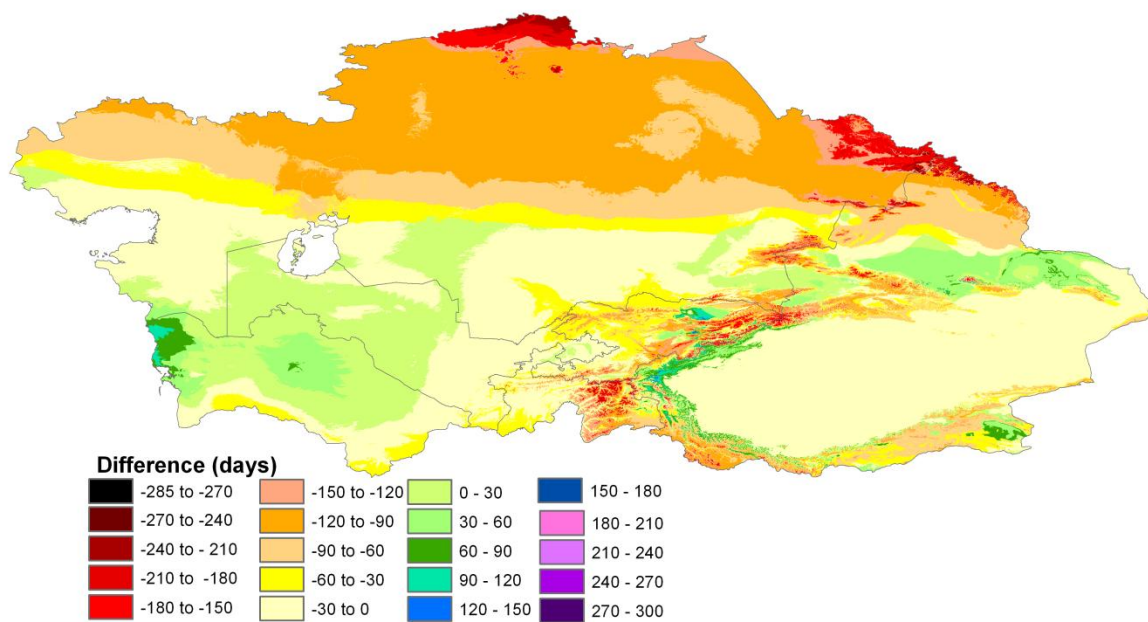 Difference (days)
-285 to -270
-270 to -240
-240 to - 210
-210 to -180
-180 to -150
-150 to -120
-120 to -90
-90 to -60
-60 to -30
-30 to 0
0 - 30
30 - 60
60 - 90
90 - 120
120 - 150
150 - 180
180 - 210
210 - 240
240 - 270
270 - 300